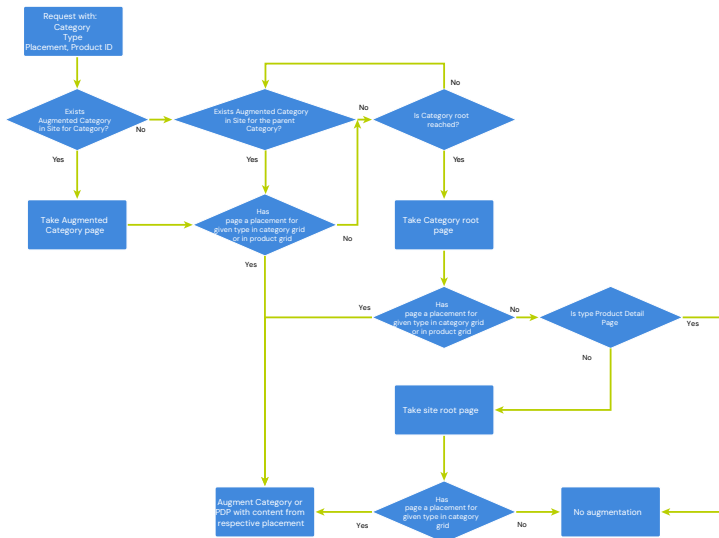 Request with:
Category
Type
Placement, Product ID
Exists
Augmented Category
in Site for Category?
No
Exists Augmented Category
in Site for the parent
Category?
No
Is Category root
reached?
No
Yes
Yes
Yes
Take Augmented
Category page
Has
page a placement for
given type in category grid
or in product grid
No
Yes
Take Category root
page
Has
page a placement for
given type in category grid
or in product grid
Yes
No
Is type Product Detail
Page
Yes
No
Take site root page
Augment Category or
PDP with content from
respective placement
Yes
Has
page a placement for
given type in category
grid
No
No augmentation